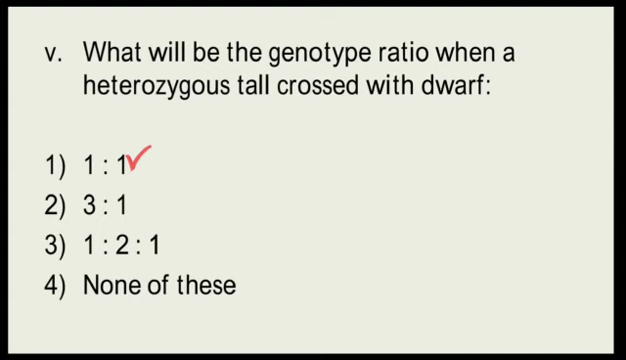 v. What will be the genotype ratio when a
heterozygous tall crossed with dwarf:
1) 1 : 1
2) 3 : 1
3) 1 : 2 : 1
4) None of these